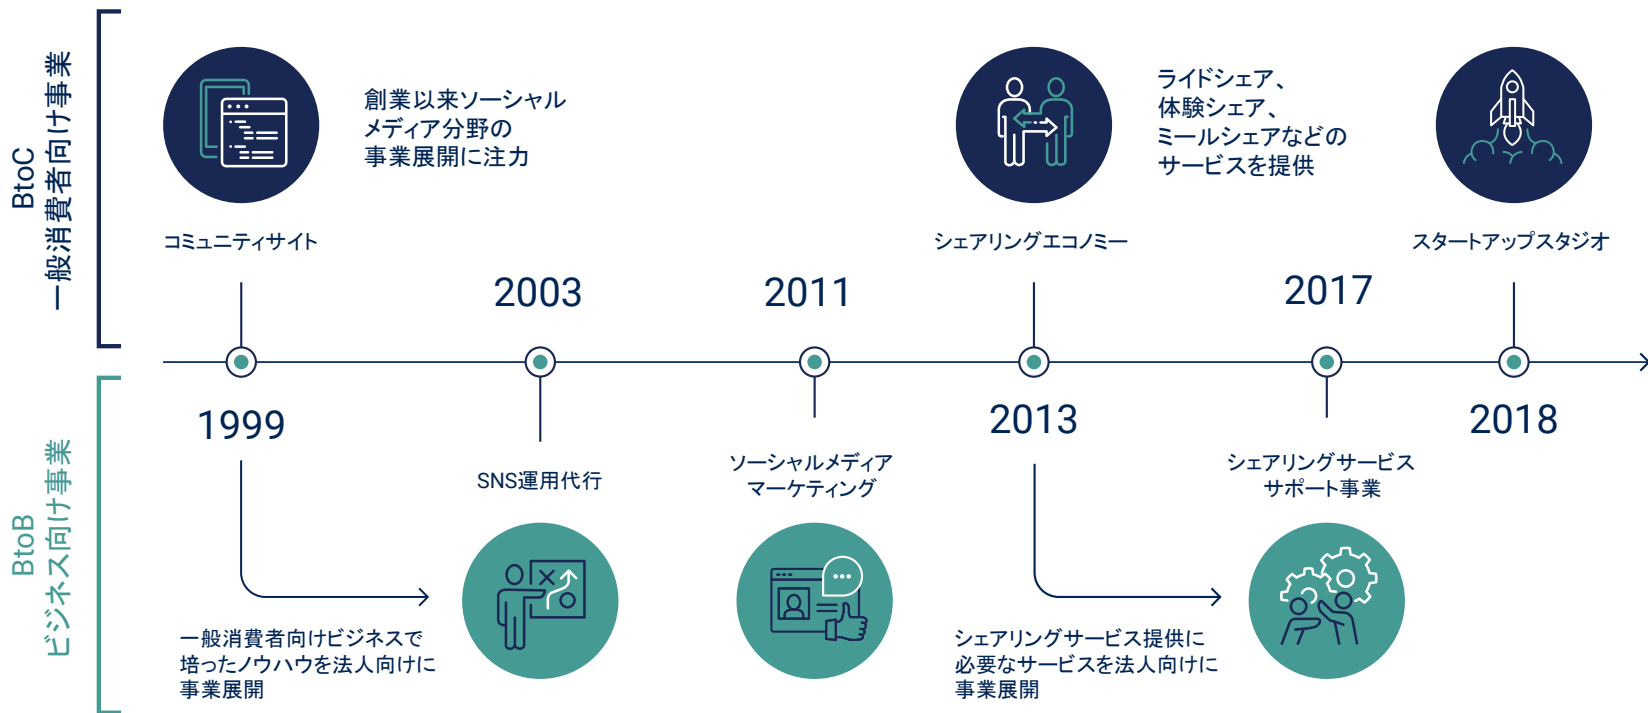 BtoC
一般消費者向け事業
創業以来ソーシャル
メディア分野の
事業展開に注力
コミュニティサイト
ライドシェア、
体験シェア、
ミールシェアなどの
サービスを提供
シェアリングエコノミー
スタートアップスタジオ
2003
2011
2017
1999
2013
2018
BtoB
ビジネス向け事業
SNS運用代行
ソーシャルメディア
マーケティング
シェアリングサービス
サポート事業
一般消費者向けビジネスで
培ったノウハウを法人向けに
事業展開
シェアリングサービス提供に
必要なサービスを法人向けに
事業展開